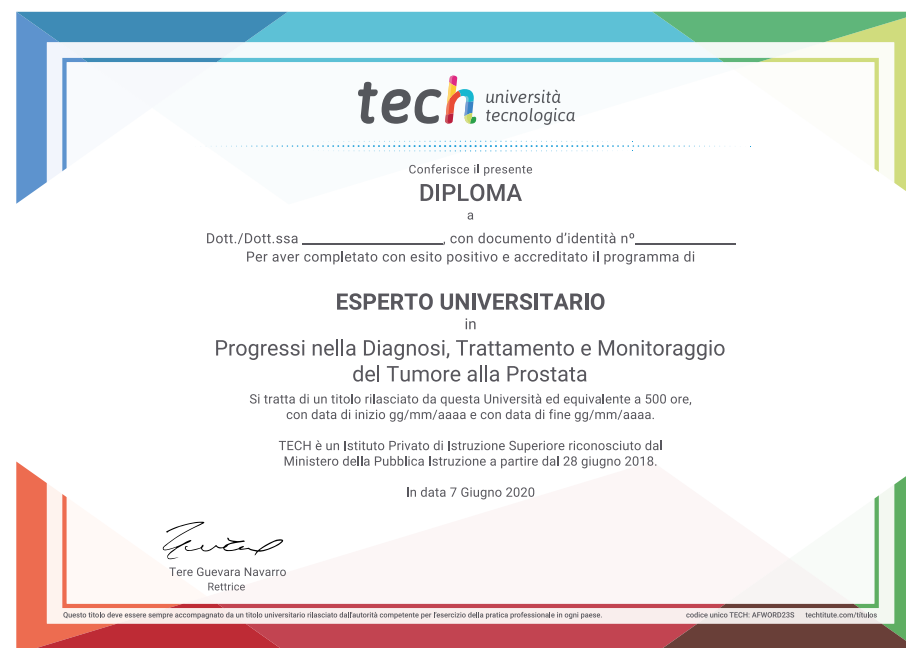 tech università
tecnologica
Conferisce il presente
DIPLOMA
a
Dott./Dott.ssa ________________, con documento d'identità nº____________
Per aver completato con esito positivo e accreditato il programma di
ESPERTO UNIVERSITARIO
in
Progressi nella Diagnosi, Trattamento e Monitoraggio
del Tumore alla Prostata
Si tratta di un titolo rilasciato da questa Università ed equivalente a 500 ore,
con data di inizio gg/mm/aaaa e con data di fine gg/mm/aaaa.
TECH è un Istituto Privato di Istruzione Superiore riconosciuto dal
Ministero della Pubblica Istruzione a partire dal 28 giugno 2018.
In data 7 Giugno 2020
Tere Guevara Navarro
Rettrice
Questo titolo deve essere sempre accompagnato da un titolo universitario rilasciato dall'autorità competente per l'esercizio della pratica professionale in ogni paese. codice unico TECH: AFWORD23S techtitute.com/titulos